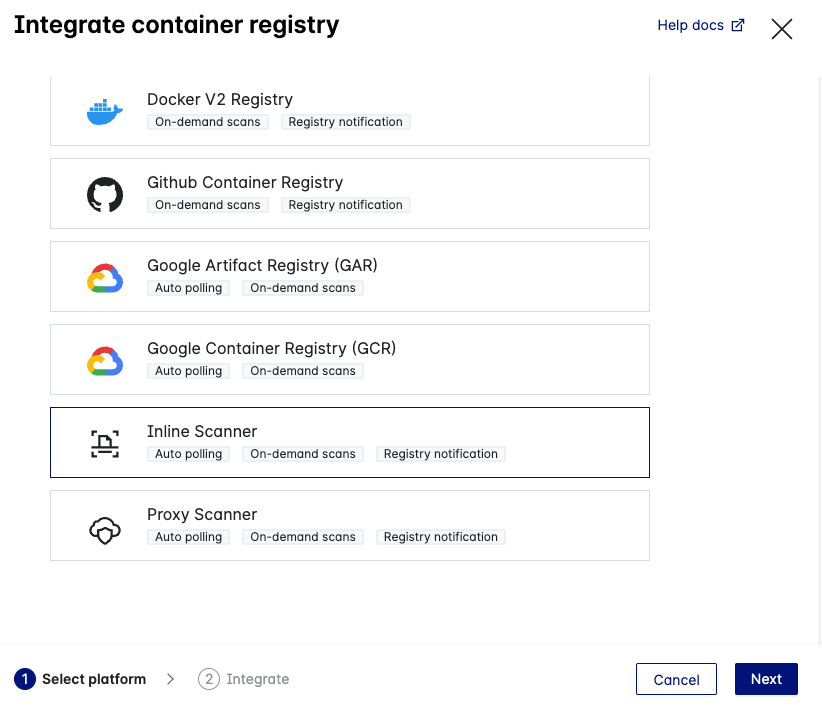 Integrate container registry
Help docs
Docker V2 Registry
On-demand scans Registry notification
Github Container Registry
On-demand scans Registry notification
Google Artifact Registry (GAR)
Auto polling On-demand scans
Google Container Registry (GCR)
Auto polling On-demand scans
Inline Scanner
Auto polling On-demand scans Registry notification
Proxy Scanner
Auto polling On-demand scans Registry notification
1 Select platform 2 Integrate Cancel Next